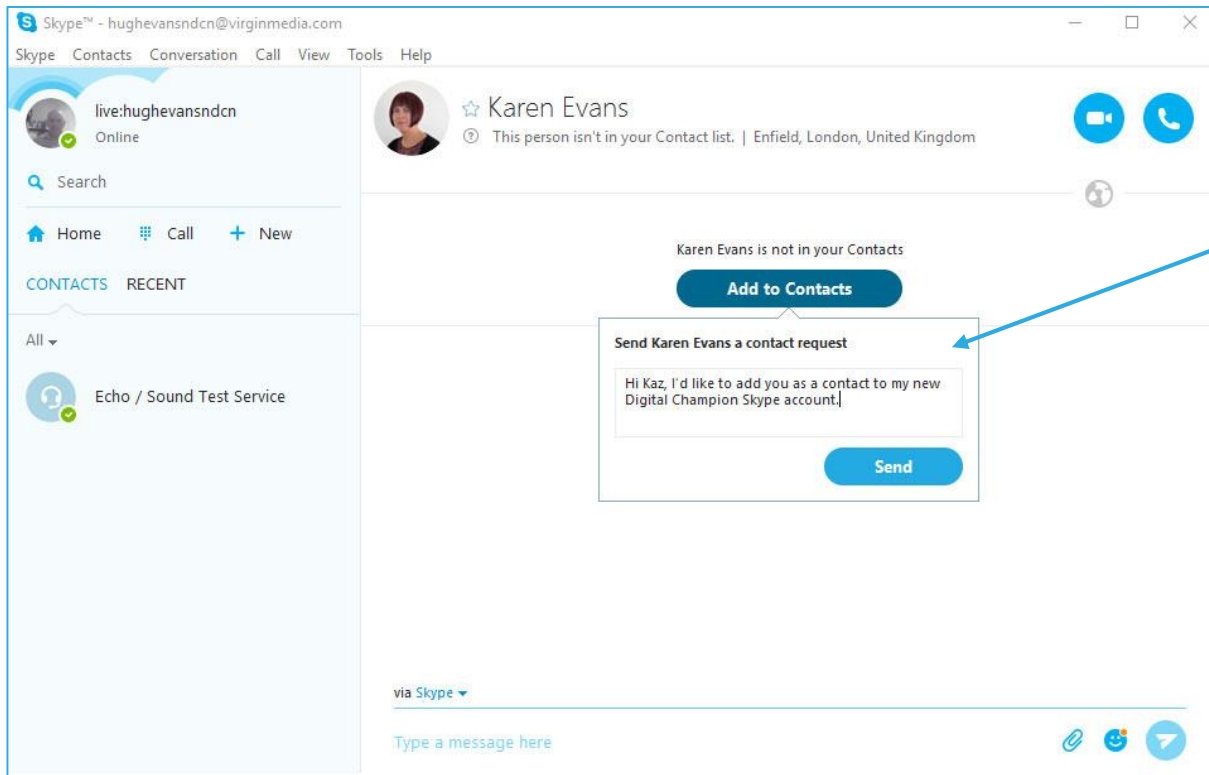 Skype™ - hughevansndcn@virginmedia.com
Skype Contacts Conversation Call View Tools Help
live:hughevansndcn
Online
Search
Home Call New
CONTACTS RECENT
All
Echo / Sound Test Service
Karen Evans
This person isn't in your Contact list. | Enfield, London, United Kingdom
Karen Evans is not in your Contacts
Add to Contacts
Send Karen Evans a contact request
Hi Kaz, I'd like to add you as a contact to my new
Digital Champion Skype account.
Send
via Skype
Type a message here